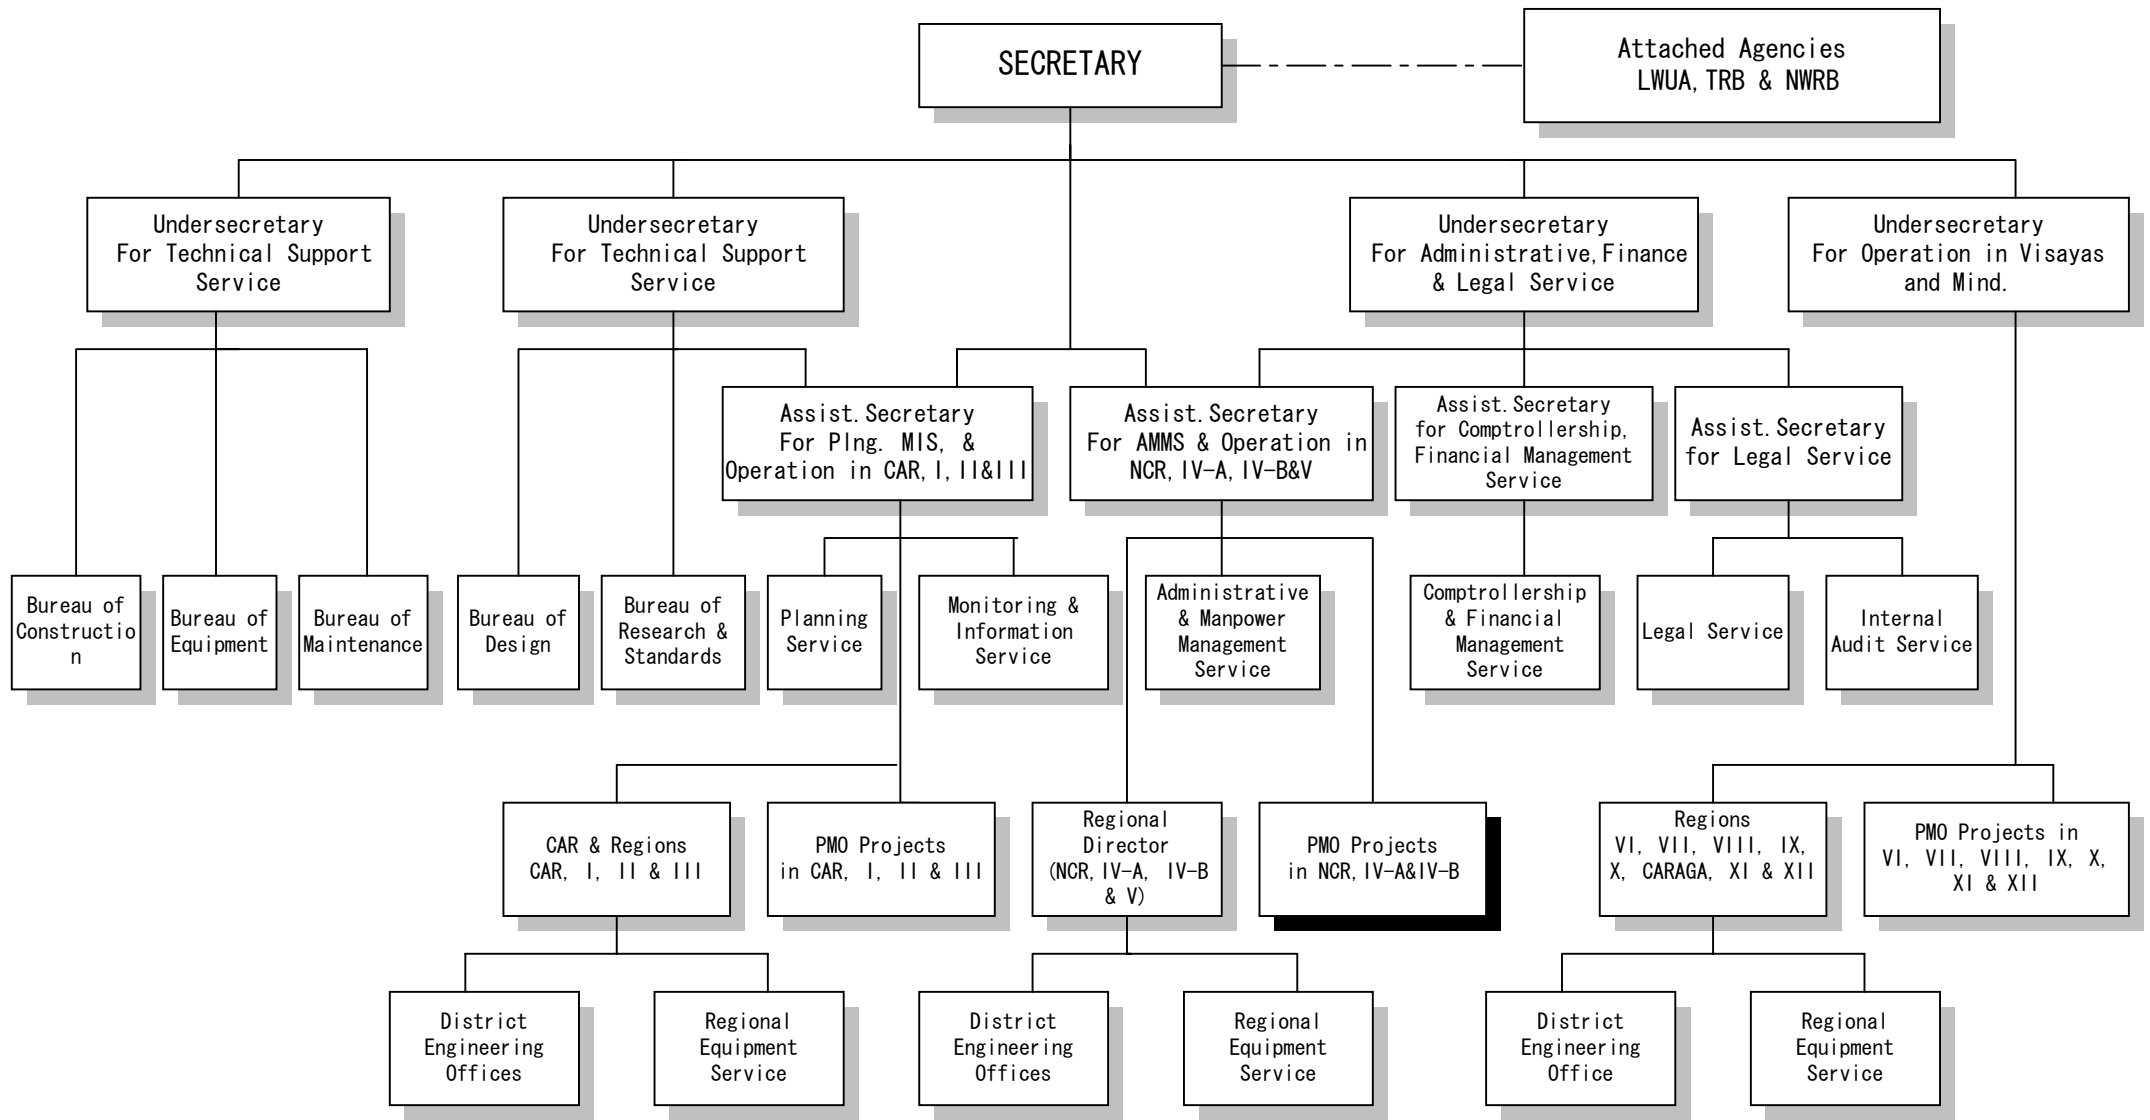 SECRETARY
Attached Agencies
LWUA,TRB & NWRB
Undersecretary
For Technical Support
Service
Undersecretary
For Technical Support
Service
Undersecretary
For Administrative,Finance
& Legal Service
Undersecretary
For Operation in Visayas
and Mind.
Assist.Secretary
For Plng. MIS, &
Operation in CAR,I,II&III
Assist.Secretary
For AMMS & Operation in
NCR,IV-A,IV-B&V
Assist.Secretary
for Comptrollership,
Financial Management
Service
Assist.Secretary
for Legal Service
Bureau of
Constructio
n
Bureau of
Equipment
Bureau of
Maintenance
Bureau of
Design
Bureau of
Research &
Standards
Planning
Service
Monitoring &
Information
Service
Administrative
& Manpower
Management
Service
Comptrollership
& Financial
Management
Service
Legal Service
Internal
Audit Service
CAR & Regions
CAR, I, II & III
PMO Projects
in CAR, I, II & III
Regional
Director
(NCR,IV-A, IV-B
& V)
PMO Projects
in NCR,IV-A&IV-B
Regions
VI, VII, VIII, IX,
X, CARAGA, XI & XII
PMO Projects in
VI, VII, VIII, IX, X,
XI & XII
District
Engineering
Offices
Regional
Equipment
Service
District
Engineering
Offices
Regional
Equipment
Service
District
Engineering
Office
Regional
Equipment
Service